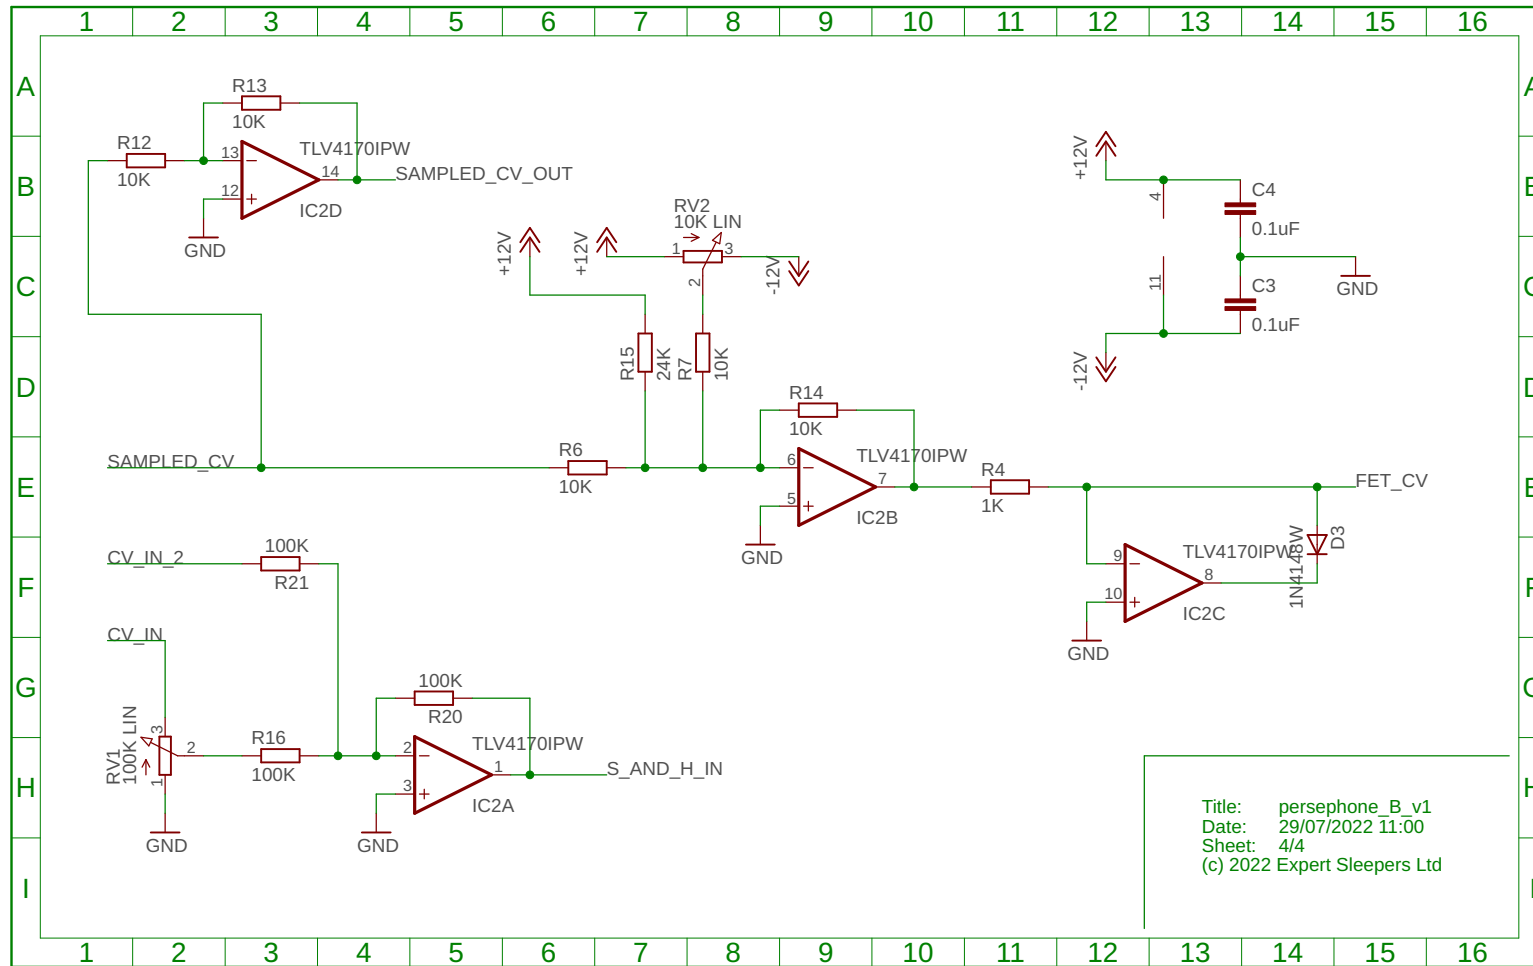 1 2 3 4 5 6 7 8 9 10 11 12 13 14 15 16
A
A
R13
10K
R12
10K
TLV4170IPW
13
14
12
IC2D
SAMPLED_CV_OUT
GND
B
+12V
4
C4
0.1uF
RV2
10K LIN
+12V
+12V
1
3
2
-12V
C
11
GND
C3
0.1uF
-12V
D
D
R15
24K
R7
10K
R14
10K
SAMPLED_CV
R6
10K
TLV4170IPW
6
7
5
IC2B
GND
R4
1K
FET_CV
E
CV_IN_2
100K
R21
TLV4170IPW
9
8
10
IC2C
GND
1N4148W
D3
F
CV_IN
G
100K
R20
RV1
100K LIN
3
2
1
GND
R16
100K
TLV4170IPW
2
1
3
IC2A
GND
S_AND_H_IN
H
H
Title: persephone_B_v1
Date: 29/07/2022 11:00
Sheet: 4/4
(c) 2022 Expert Sleepers Ltd
I
1 2 3 4 5 6 7 8 9 10 11 12 13 14 15 16